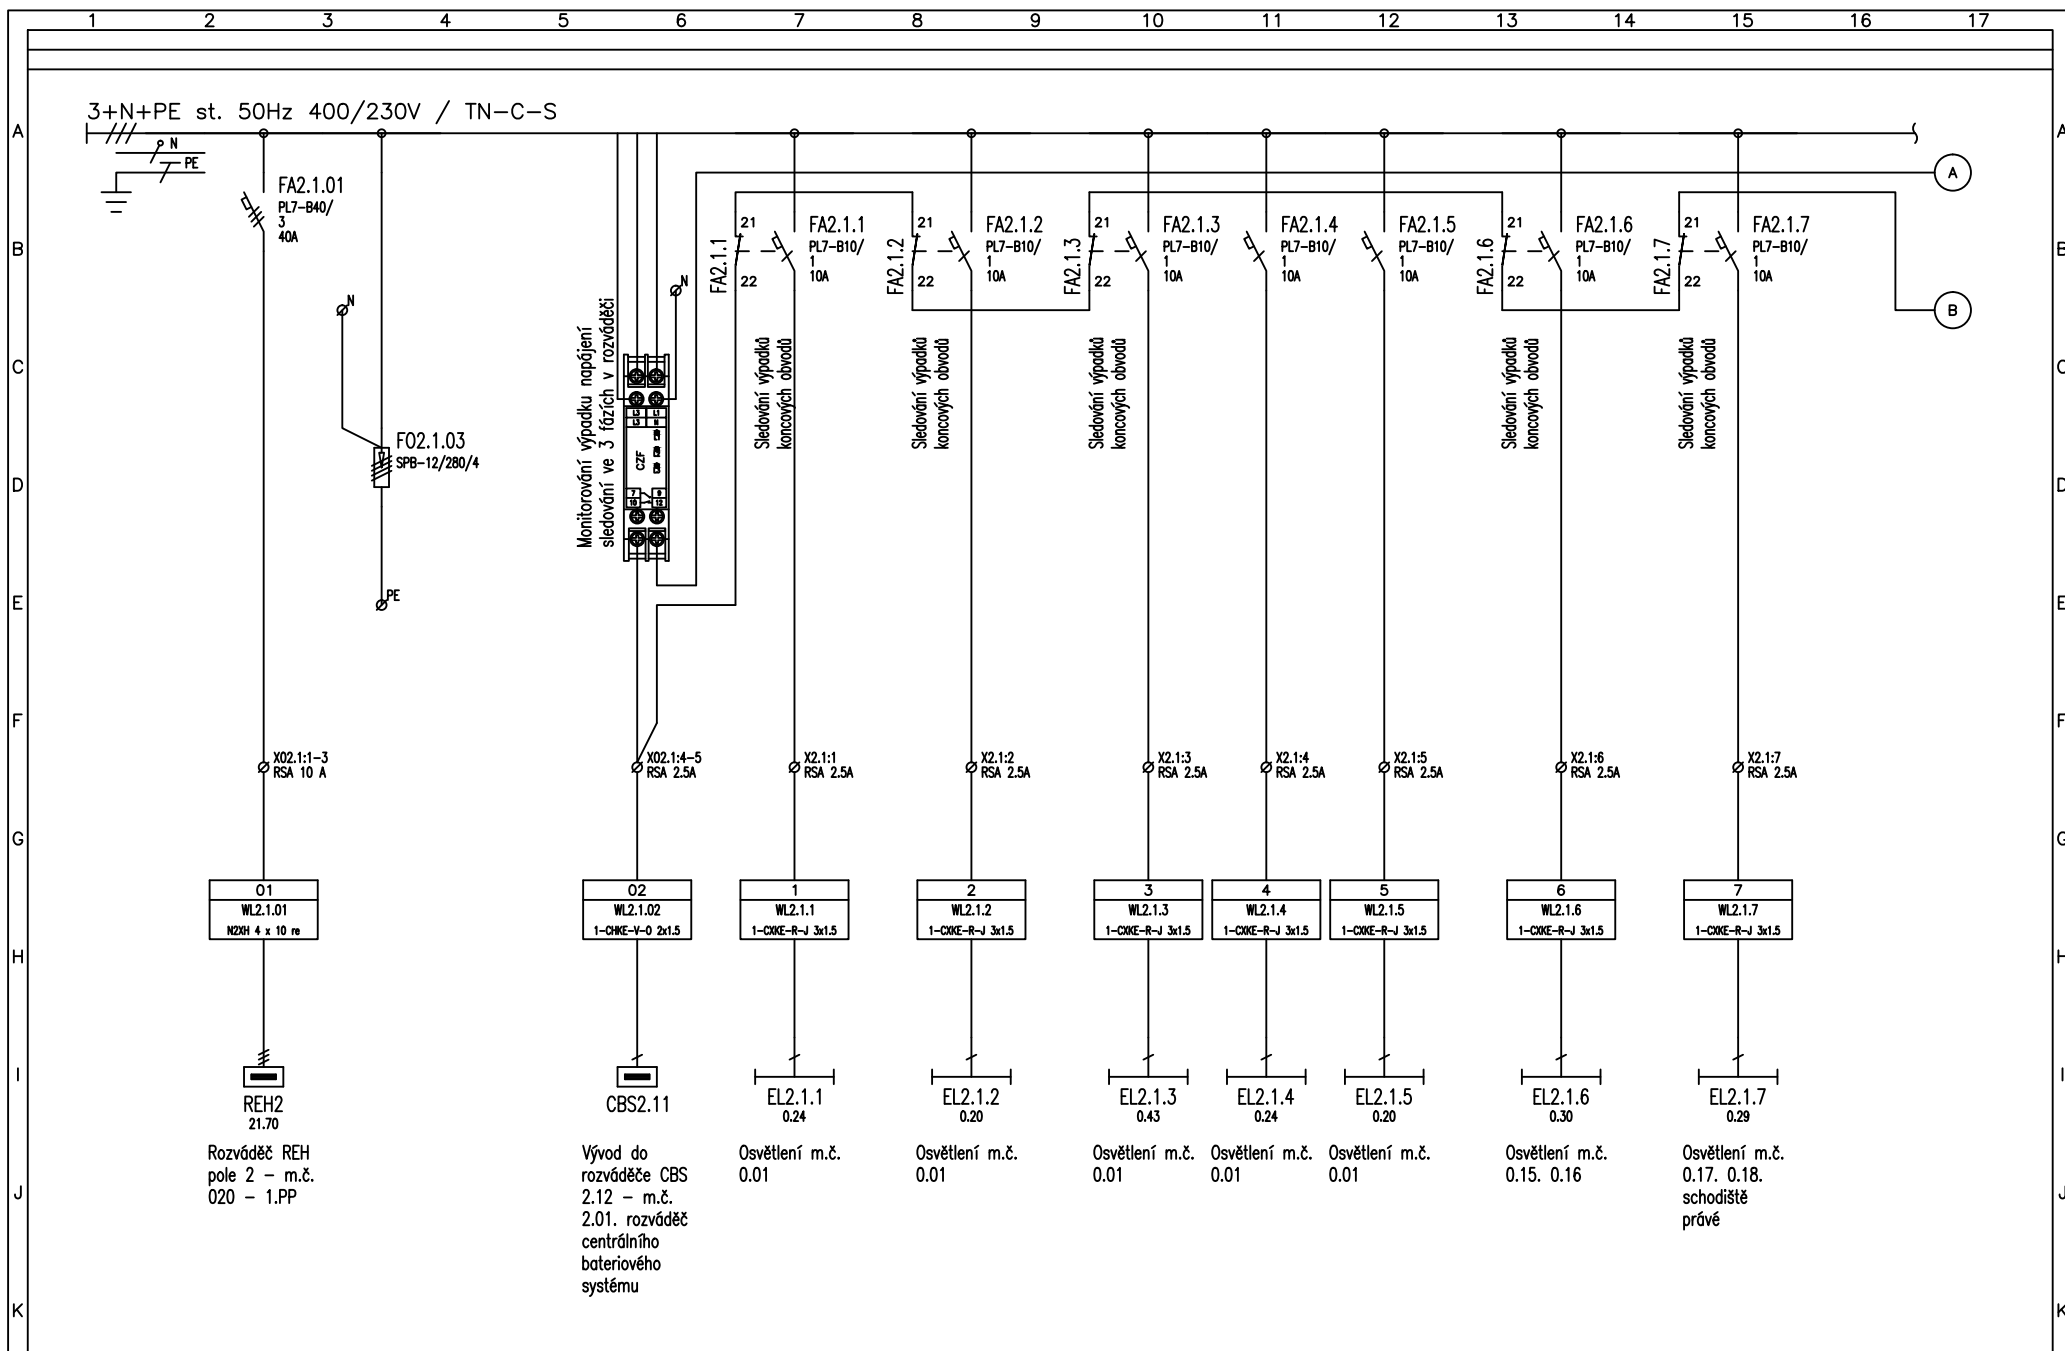 1 2 3 4 5 6 7 8 9 10 11 12 13 14 15 16 17
3+N+PE st. 50Hz 400/230V / TN-C-S
A
A
N
PE
A
FA2.1.01
PL7-B40/
3
40A
B
B
21
FA2.1.1
22
FA2.1.1
PL7-B10/
1
10A
21
FA2.1.2
22
FA2.1.2
PL7-B10/
1
10A
21
FA2.1.3
22
FA2.1.3
PL7-B10/
1
10A
FA2.1.4
PL7-B10/
1
10A
FA2.1.5
PL7-B10/
1
10A
21
FA2.1.6
22
FA2.1.6
PL7-B10/
1
10A
21
FA2.1.7
22
FA2.1.7
PL7-B10/
1
10A
N
N
B
Monitorování výpadku napájení
sledování ve 3 fázích v rozváděči
C
C
Sledování výpadků
koncových obvodů
Sledování výpadků
koncových obvodů
Sledování výpadků
koncových obvodů
Sledování výpadků
koncových obvodů
Sledování výpadků
koncových obvodů
L3 L1
L3 N
CZF
7 9
10 12
F02.1.03
SPB-12/280/4
D
D
E
E
PE
F
F
X02.1:1-3
RSA 10 A
X02.1:4-5
RSA 2.5A
X2.1:1
RSA 2.5A
X2.1:2
RSA 2.5A
X2.1:3
RSA 2.5A
X2.1:4
RSA 2.5A
X2.1:5
RSA 2.5A
X2.1:6
RSA 2.5A
X2.1:7
RSA 2.5A
G
G
01
WL2.1.01
N2XH 4 x 10 re
02
WL2.1.02
1-CHKE-V-O 2x1.5
1
WL2.1.1
1-CXKE-R-J 3x1.5
2
WL2.1.2
1-CXKE-R-J 3x1.5
3
WL2.1.3
1-CXKE-R-J 3x1.5
4
WL2.1.4
1-CXKE-R-J 3x1.5
5
WL2.1.5
1-CXKE-R-J 3x1.5
6
WL2.1.6
1-CXKE-R-J 3x1.5
7
WL2.1.7
1-CXKE-R-J 3x1.5
H
H
I
I
REH2
21.70
CBS2.11
EL2.1.1
0.24
EL2.1.2
0.20
EL2.1.3
0.43
EL2.1.4
0.24
EL2.1.5
0.20
EL2.1.6
0.30
EL2.1.7
0.29
Rozváděč REH
pole 2 - m.č.
020 - 1.PP
Vývod do
rozváděče CBS
2.12 - m.č.
2.01. rozváděč
centrálního
bateriového
systému
Osvětlení m.č.
0.01
Osvětlení m.č.
0.01
Osvětlení m.č.
0.01
Osvětlení m.č.
0.01
Osvětlení m.č.
0.01
Osvětlení m.č.
0.15. 0.16
Osvětlení m.č.
0.17. 0.18.
schodiště
právé
J
J
K
K